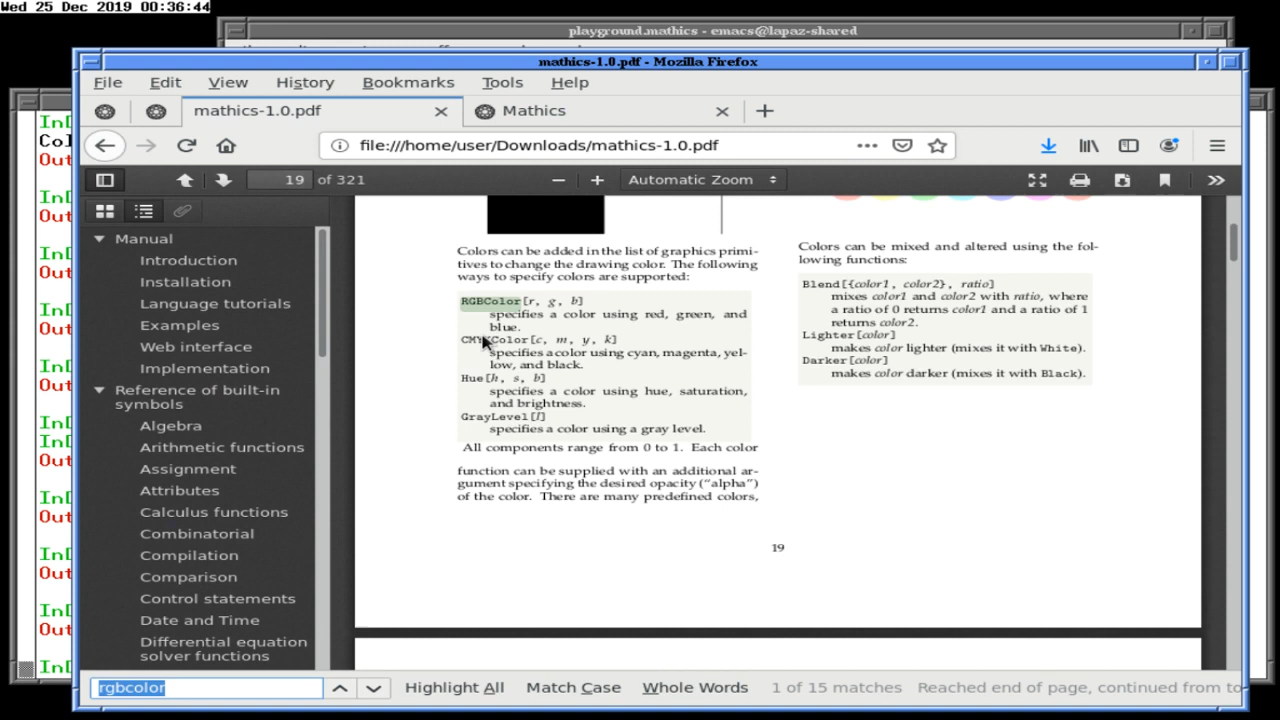 Wed 25 Dec 2019 00:36:44
playground.mathics - emacs@lapaz-shared
mathics-1.0.pdf - Mozilla Firefox
File Edit View History Bookmarks Tools Help
mathics-1.0.pdf
Mathics
file:///home/user/Downloads/mathics-1.0.pdf
19 of 321
Automatic Zoom
Manual
Introduction
Installation
Language tutorials
Examples
Web interface
Implementation
Reference of built-in
symbols
Algebra
Arithmetic functions
Assignment
Attributes
Calculus functions
Combinatorial
Compilation
Comparison
Control statements
Date and Time
Differential equation
solver functions
Colors can be added in the list of graphics primi-
tives to change the drawing color. The following
ways to specify colors are supported:
RGBColor[r, g, b]
specifies a color using red, green, and
blue.
CMYKColor[c, m, y, k]
specifies a color using cyan, magenta, yel-
low, and black.
Hue[h, s, b]
specifies a color using hue, saturation,
and brightness.
GrayLevel[l]
specifies a color using a gray level.
All components range from 0 to 1. Each color
function can be supplied with an additional ar-
gument specifying the desired opacity (“alpha”)
of the color. There are many predefined colors,
Colors can be mixed and altered using the fol-
lowing functions:
Blend[{color1, color2}, ratio]
mixes color1 and color2 with ratio, where
a ratio of 0 returns color1 and a ratio of 1
returns color2.
Lighter[color]
makes color lighter (mixes it with White).
Darker[color]
makes color darker (mixes it with Black).
19
rgbcolor
Highlight All Match Case Whole Words 1 of 15 matches Reached end of page, continued from to